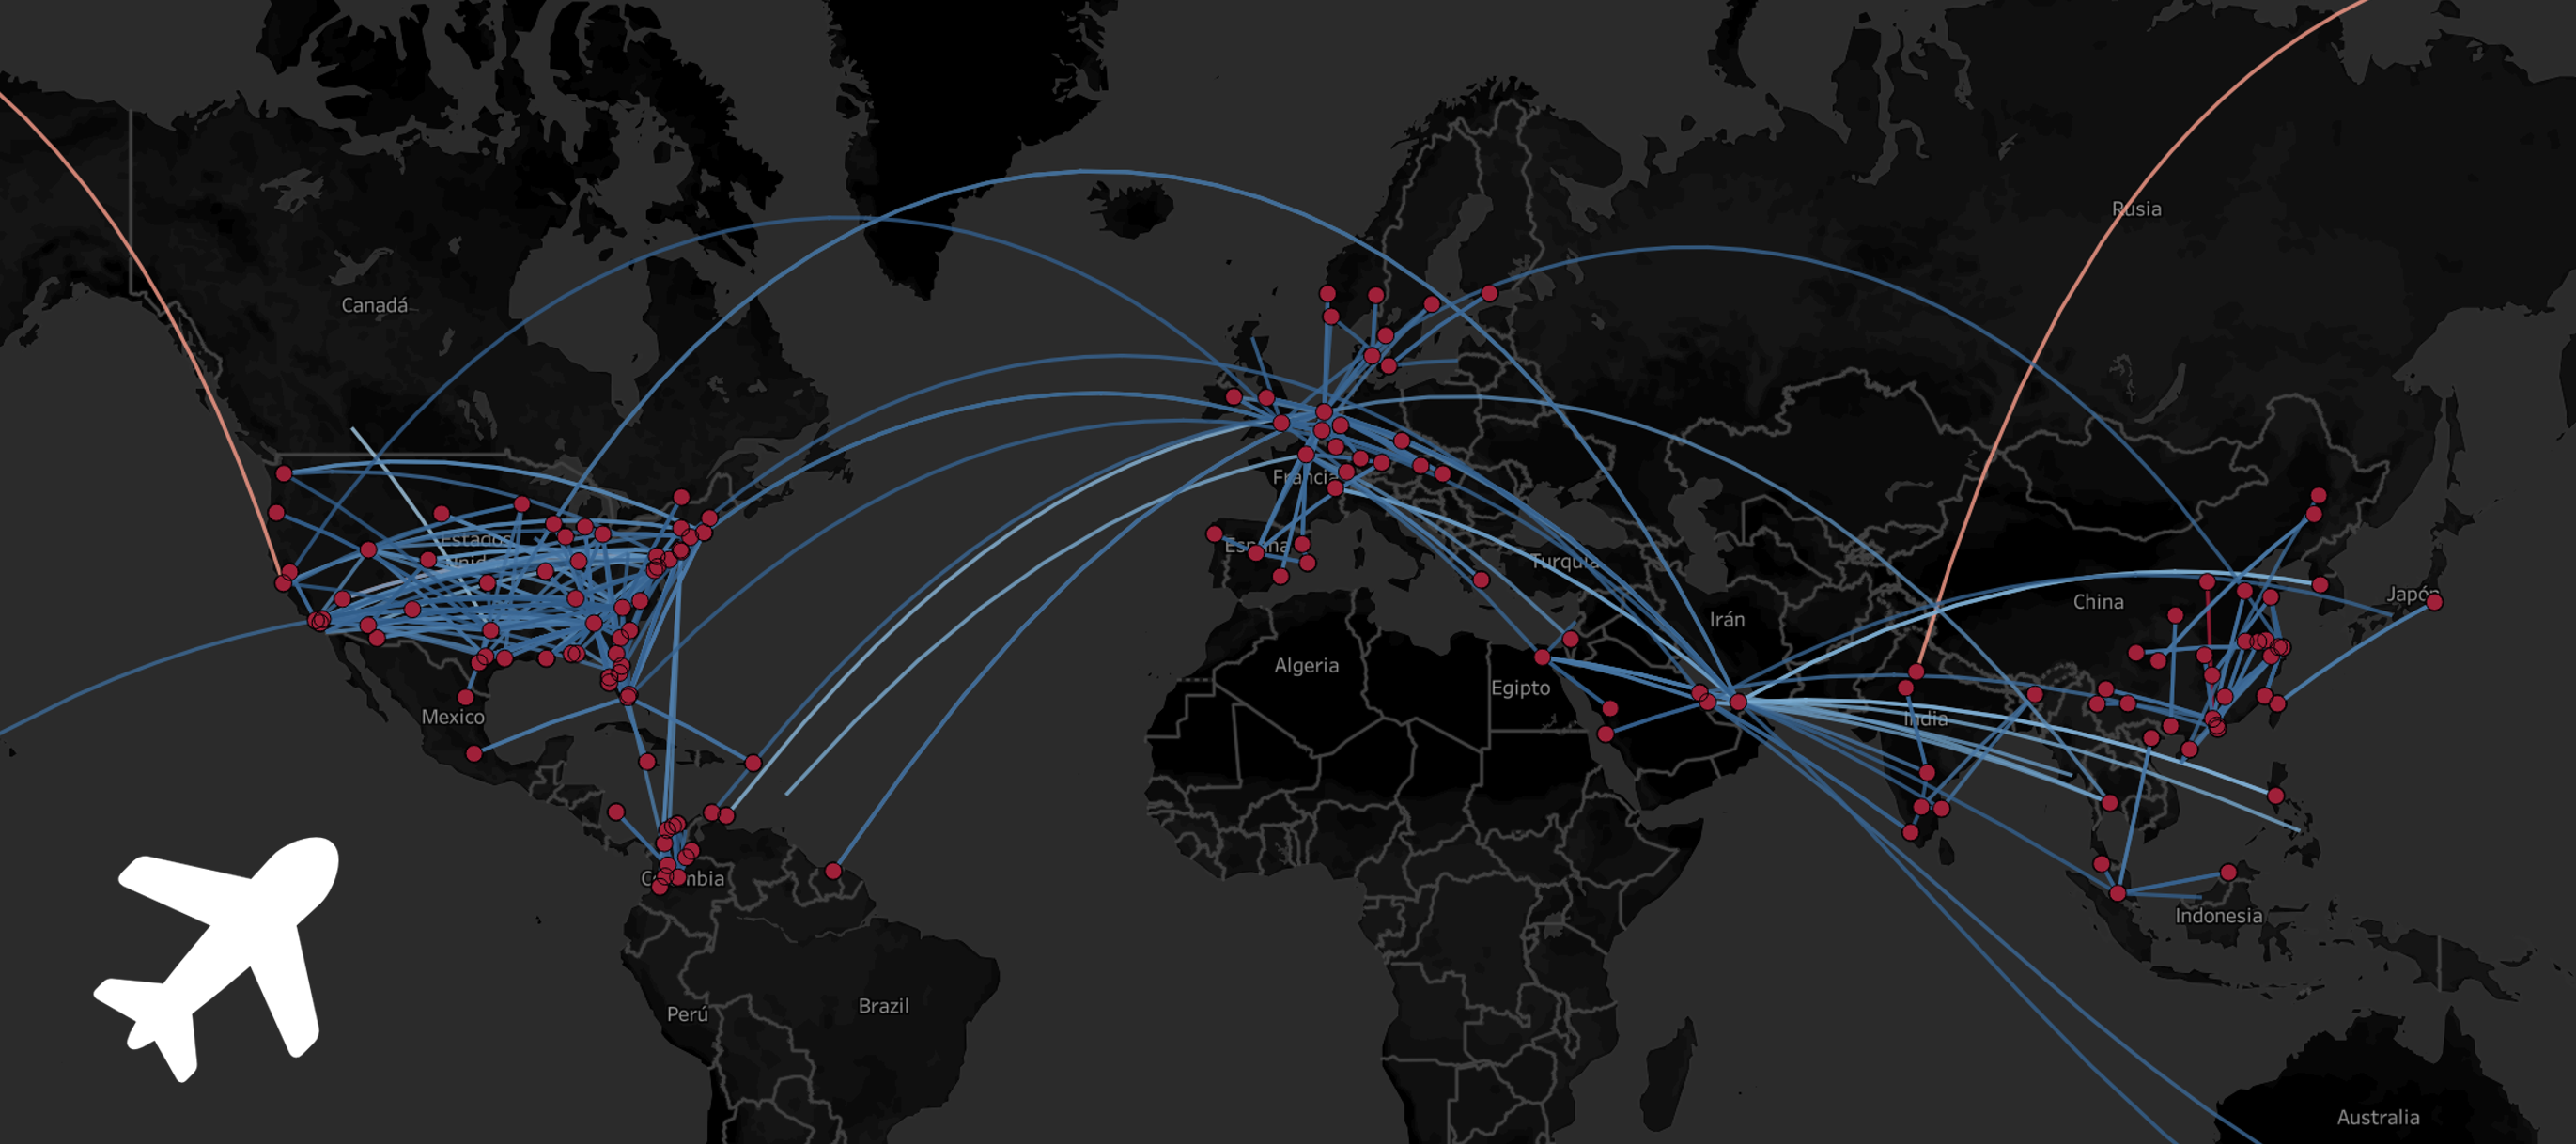 Rusia
Canadá
Francia
Estados
Unidos
España
Turquía
China
Japón
Irán
Algeria
Egipto
Mexico
India
Colombia
Indonesia
Perú
Brazil
Australia